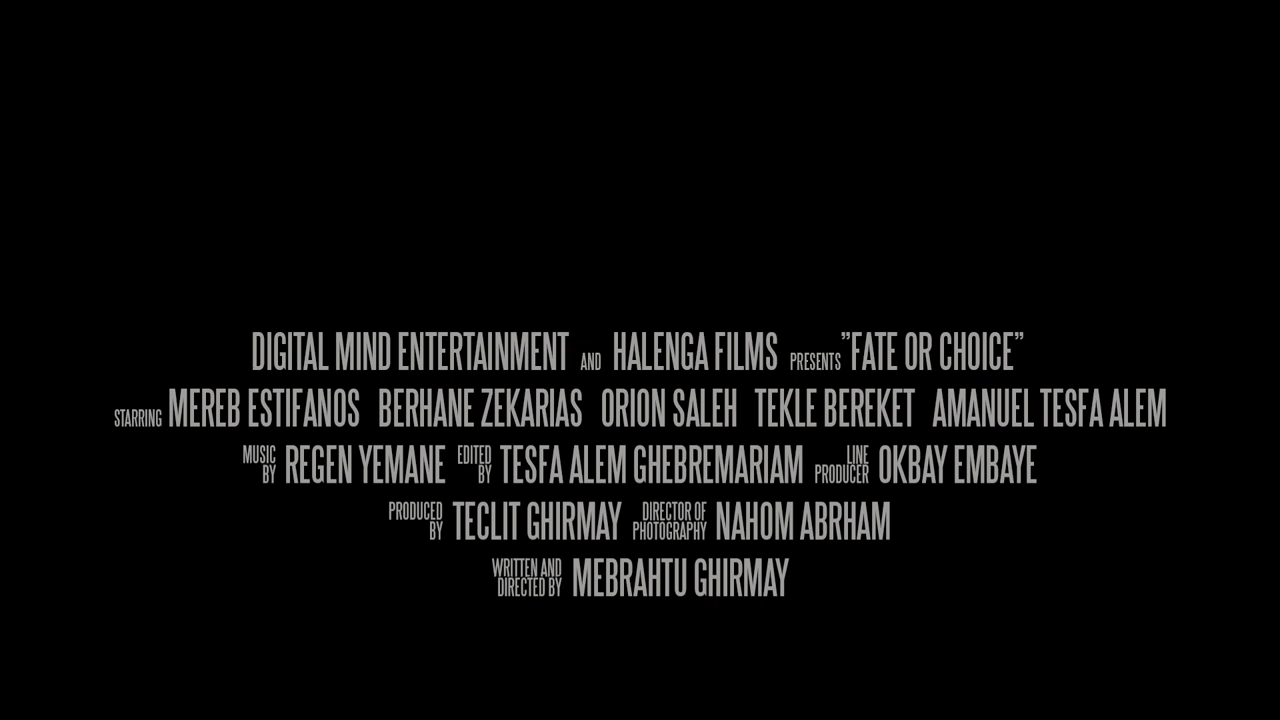 DIGITAL MIND ENTERTAINMENT AND HALENGA FILMS PRESENTS ”FATE OR CHOICE”
STARRING MEREB ESTIFANOS BERHANE ZEKARIAS ORION SALEH TEKLE BEREKET AMANUEL TESFA ALEM
MUSIC BY REGEN YEMANE EDITED BY TESFA ALEM GHEBREMARIAM LINE PRODUCER OKBAY EMBAYE
PRODUCED BY TECLIT GHIRMAY DIRECTOR OF PHOTOGRAPHY NAHOM ABRHAM
WRITTEN AND DIRECTED BY MEBRAHTU GHIRMAY